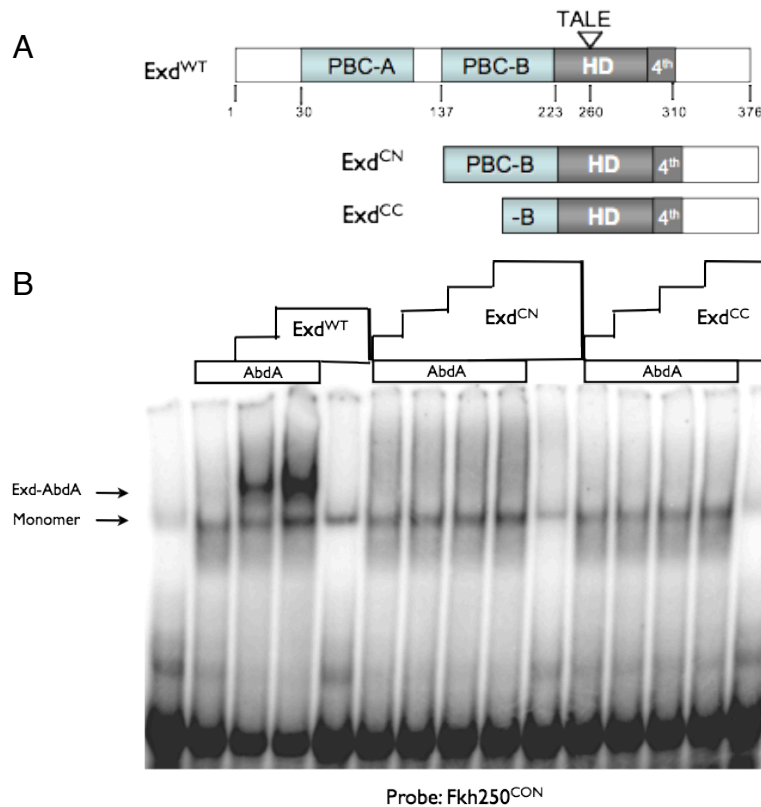 A
TALE
Exd^WT PBC-A PBC-B HD 4th
1 30 137 223 260 310 376
Exd^CN PBC-B HD 4th
Exd^CC -B HD 4th
B
Exd^WT Exd^CN Exd^CC
AbdA AbdA AbdA
Exd-AbdA
Monomer
Probe: Fkh250^CON